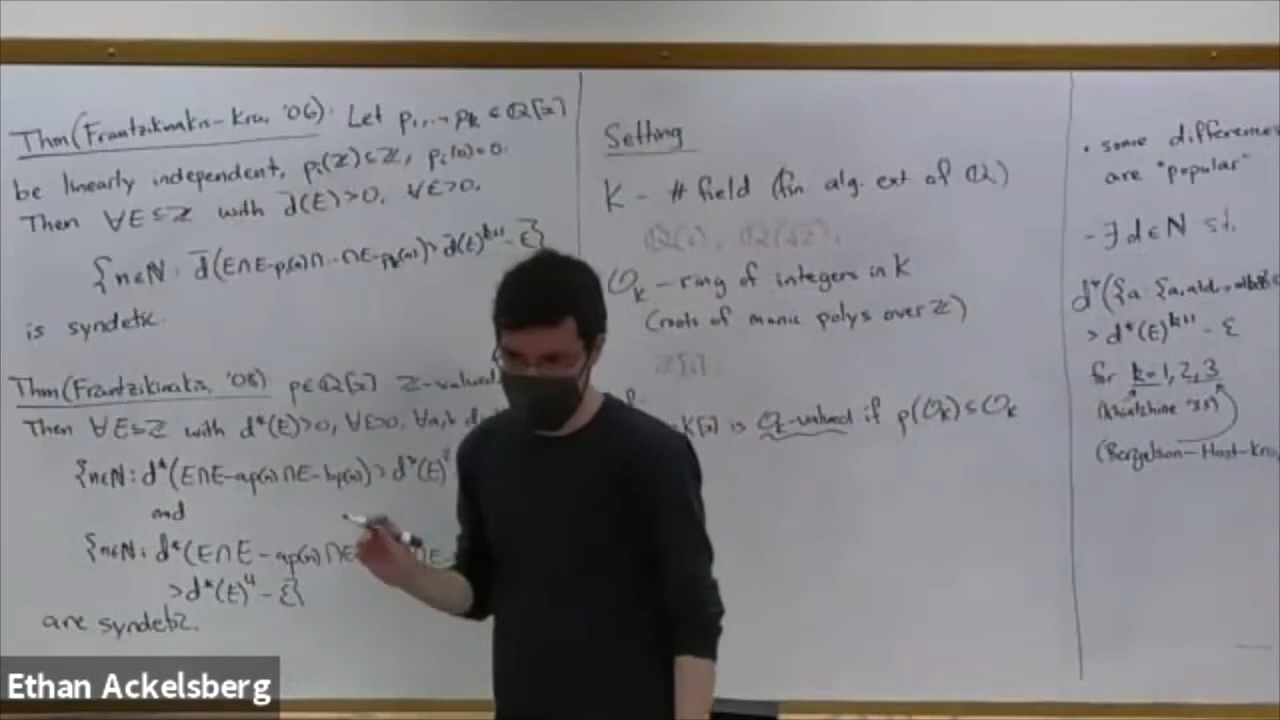 Thm (Frantzikinakis–Kra, '06). Let p₁,..., pₖ ∈ Q[x]
be linearly independent, pᵢ(Z)⊆Z, pᵢ(0)=0.
Then ∀E⊆Z with d̄(E)>0, ∀ε>0,
{n∈N: d̄(E∩E-p₁(n)∩...∩E-pₖ(n))>d̄(E)ᵏ⁺¹-ε}
is syndetic.
Thm (Frantzikinakis, '08) p∈Q[x] Z-valued
Then ∀E⊆Z with d*(E)>0, ∀ε>0, ∀a,b
{n∈N: d*(E∩E-ap(n)∩E-bp(n))>d*(E)
and
{n∈N: d*(E∩E-ap(n)∩E
>d*(E)⁴-ε}
are syndetic.
Setting
K - # field (fin alg. ext of Q)
Q(i), Q(√2),
O_K - ring of integers in K
(roots of monic polys over Z)
Z[i]
K[x] is O_K-valued if p(O_K)⊆O_K
• some differences
are "popular"
- ∃ d∈N st.
> d*(E)ᵏ⁺¹ - ε
for k=1,2,3
(Khintchine '35)
(Bergelson–Host–Kra,
Ethan Ackelsberg